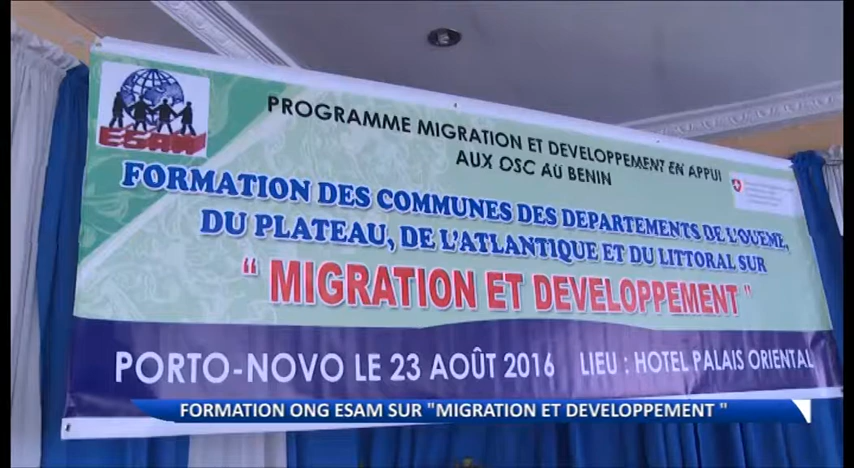 ESAM
PROGRAMME MIGRATION ET DEVELOPPEMENT EN APPUI
AUX OSC AU BENIN
FORMATION DES COMMUNES DES DEPARTEMENTS DE L'OUEME,
DU PLATEAU, DE L'ATLANTIQUE ET DU LITTORAL SUR
" MIGRATION ET DEVELOPPEMENT "
PORTO-NOVO LE 23 AOÛT 2016 LIEU : HOTEL PALAIS ORIENTAL
FORMATION ONG ESAM SUR "MIGRATION ET DEVELOPPEMENT "